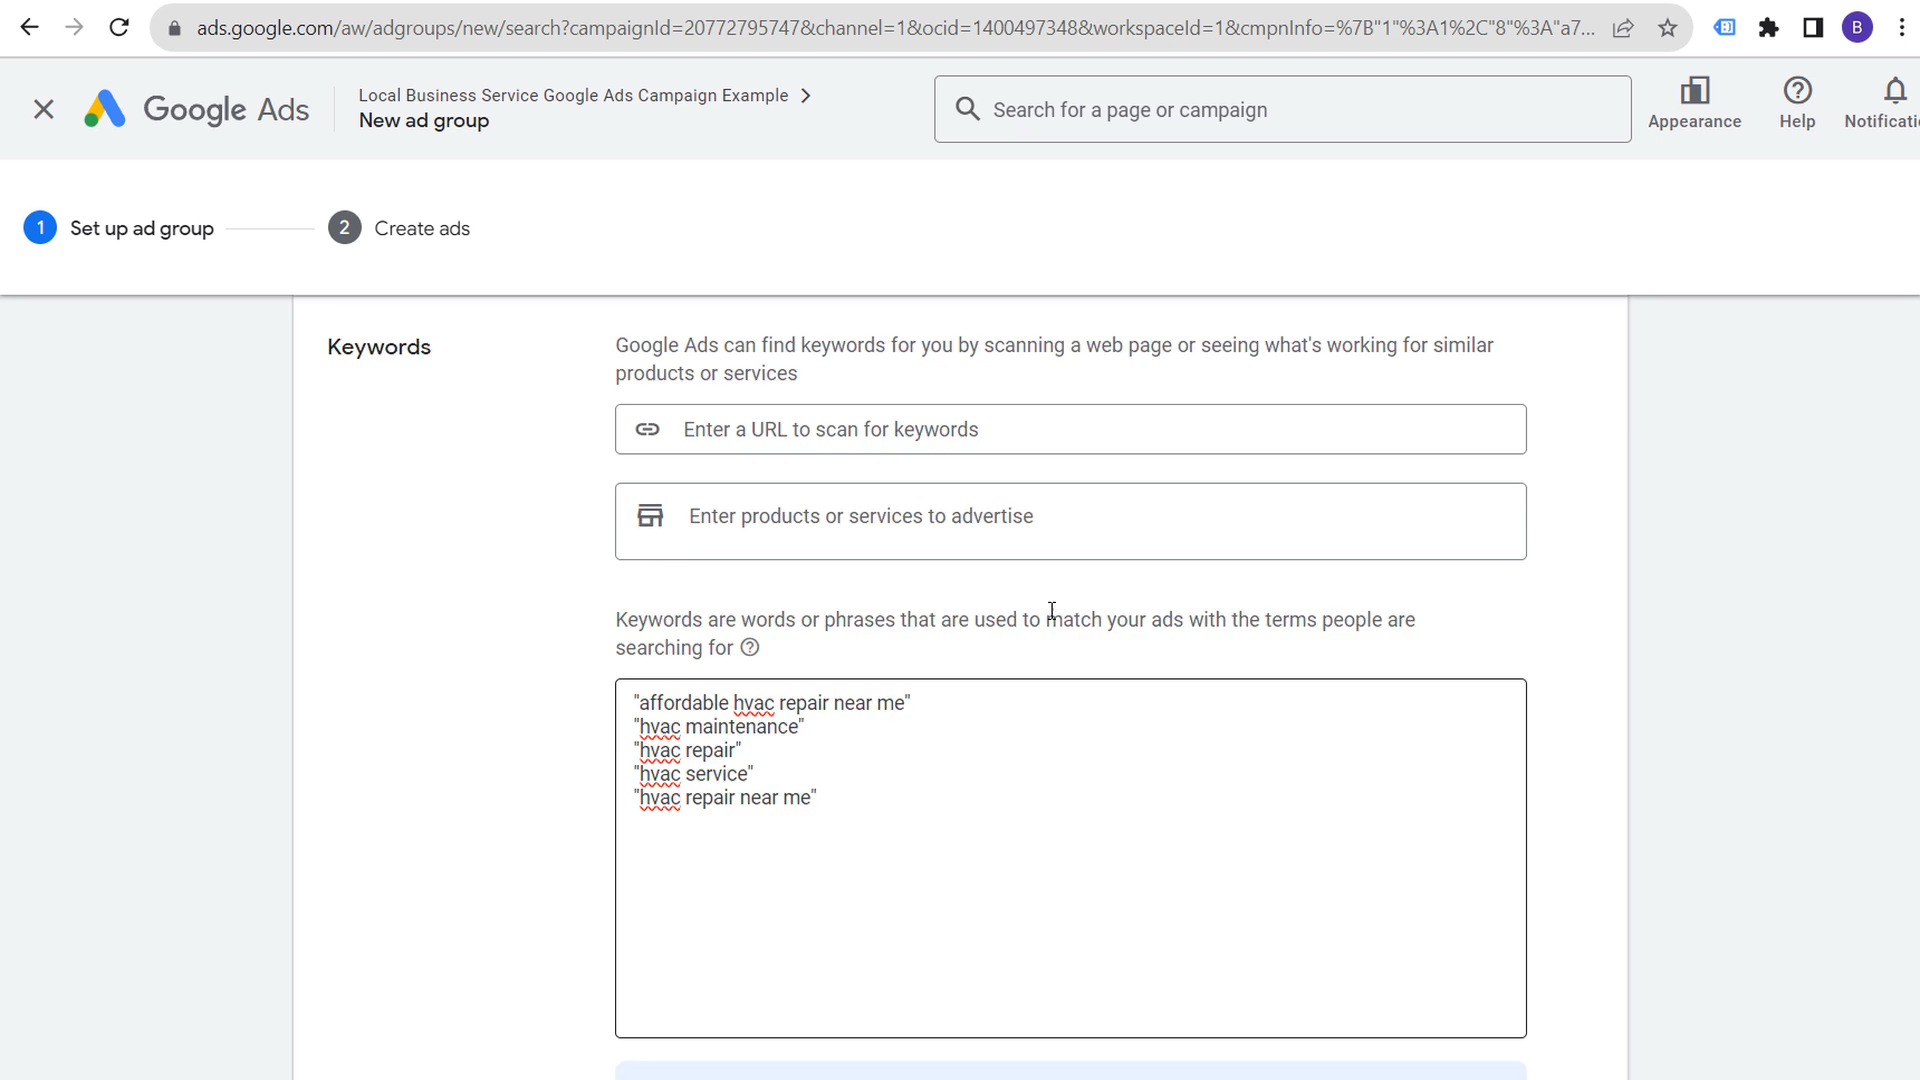 ads.google.com/aw/adgroups/new/search?campaignId=20772795747&channel=1&ocid=1400497348&workspaceId=1&cmpnInfo=%7B"1"%3A1%2C"8"%3A"a7...
B
Google Ads
Local Business Service Google Ads Campaign Example
New ad group
Search for a page or campaign
Appearance
Help
Notificati
1 Set up ad group
2 Create ads
Keywords
Google Ads can find keywords for you by scanning a web page or seeing what's working for similar
products or services
Enter a URL to scan for keywords
Enter products or services to advertise
Keywords are words or phrases that are used to match your ads with the terms people are
searching for
"affordable hvac repair near me"
"hvac maintenance"
"hvac repair"
"hvac service"
"hvac repair near me"